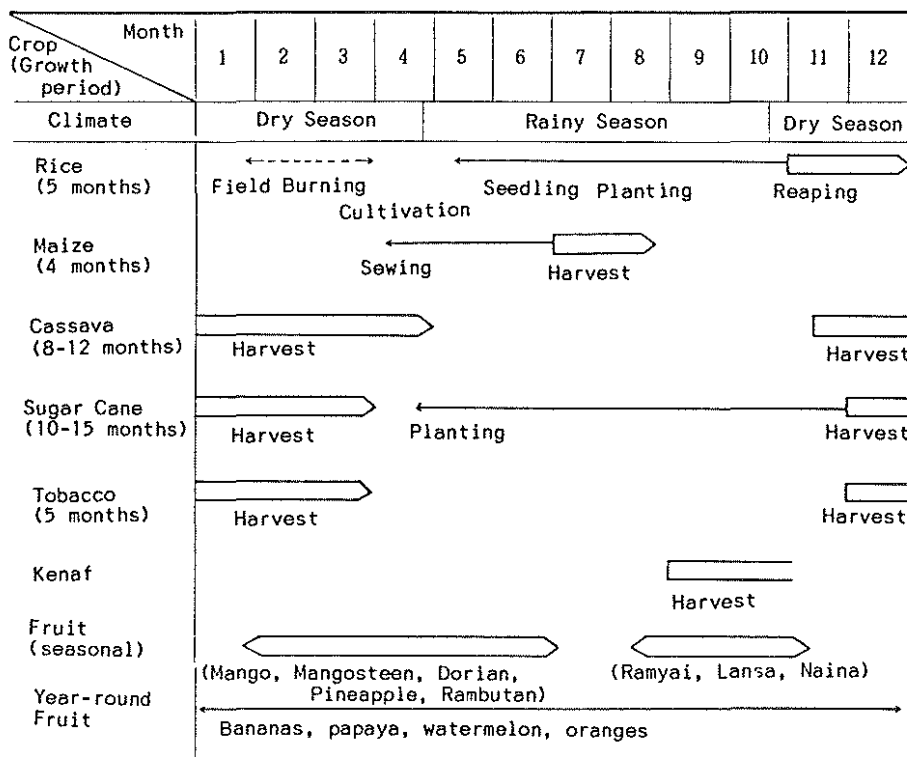 Month
Crop
(Growth
period)
1 2 3 4 5 6 7 8 9 10 11 12
Climate Dry Season Rainy Season Dry Season
Rice
(5 months)
Field Burning Seedling Planting Reaping
Cultivation
Maize
(4 months)
Sewing Harvest
Cassava
(8-12 months)
Harvest Harvest
Sugar Cane
(10-15 months)
Planting
Harvest Harvest
Tobacco
(5 months)
Harvest Harvest
Kenaf
Harvest
Fruit
(seasonal)
(Mango, Mangosteen, Dorian,
Pineapple, Rambutan)
(Ramyai, Lansa, Naina)
Year-round
Fruit
Bananas, papaya, watermelon, oranges